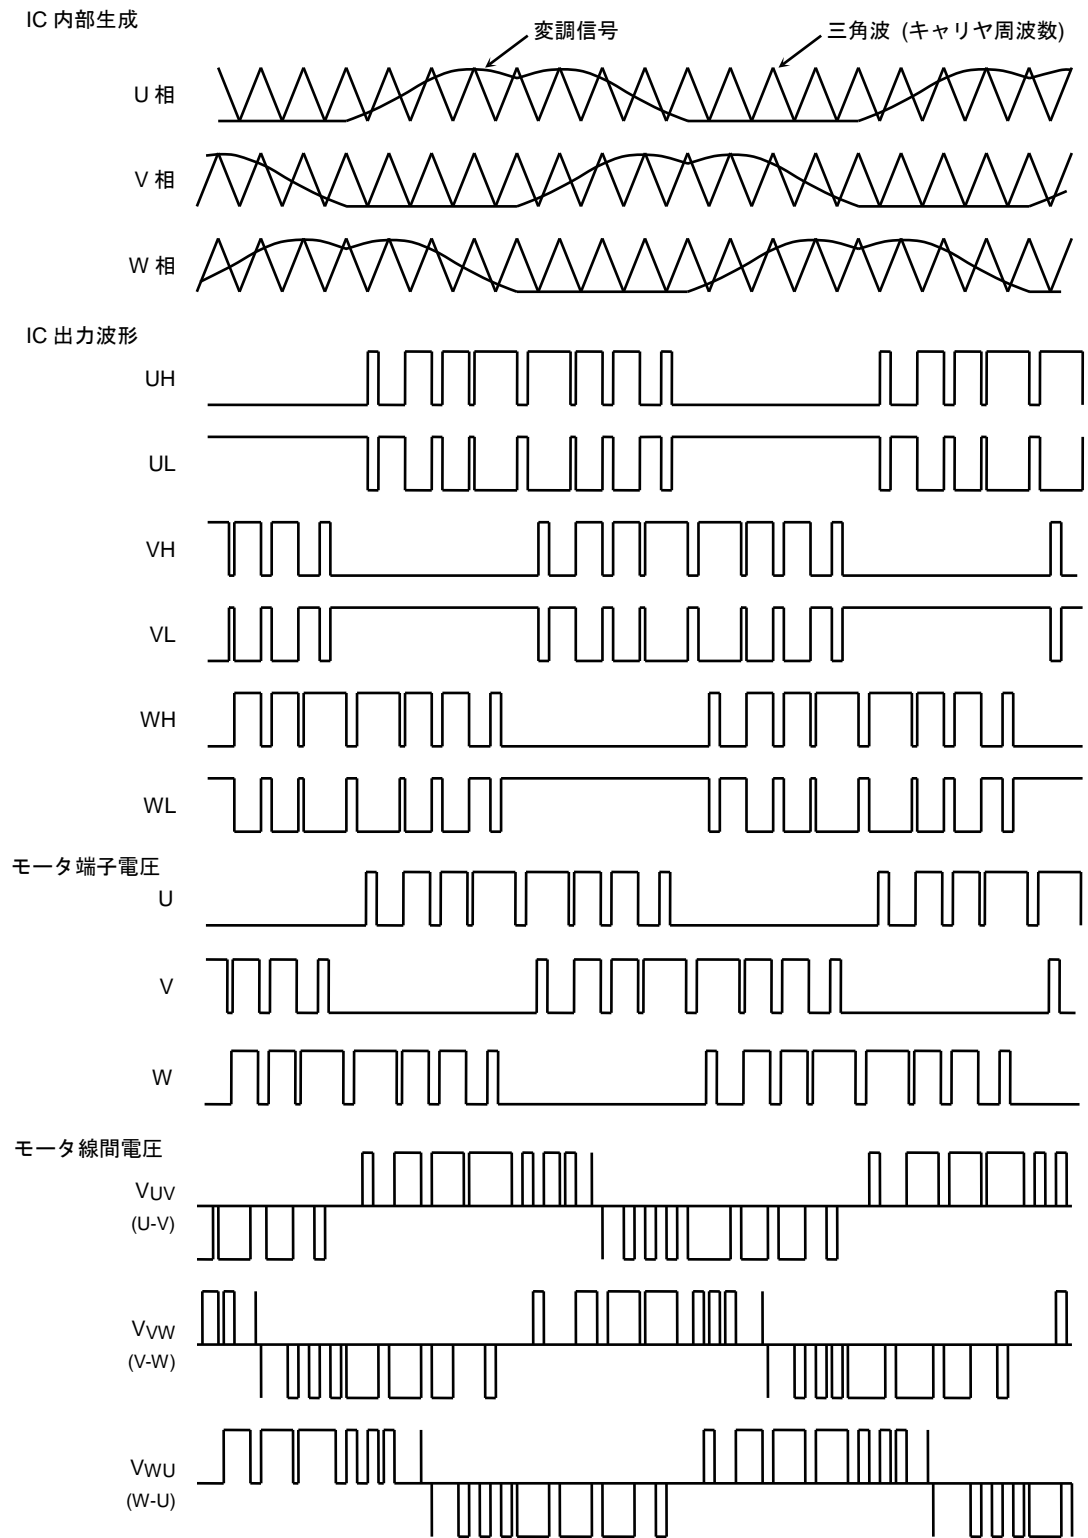 IC 内部生成
変調信号
三角波 (キャリヤ周波数)
U 相
V 相
W 相
IC 出力波形
UH
UL
VH
VL
WH
WL
モータ端子電圧
U
V
W
モータ線間電圧
VUV
(U-V)
VVW
(V-W)
VWU
(W-U)